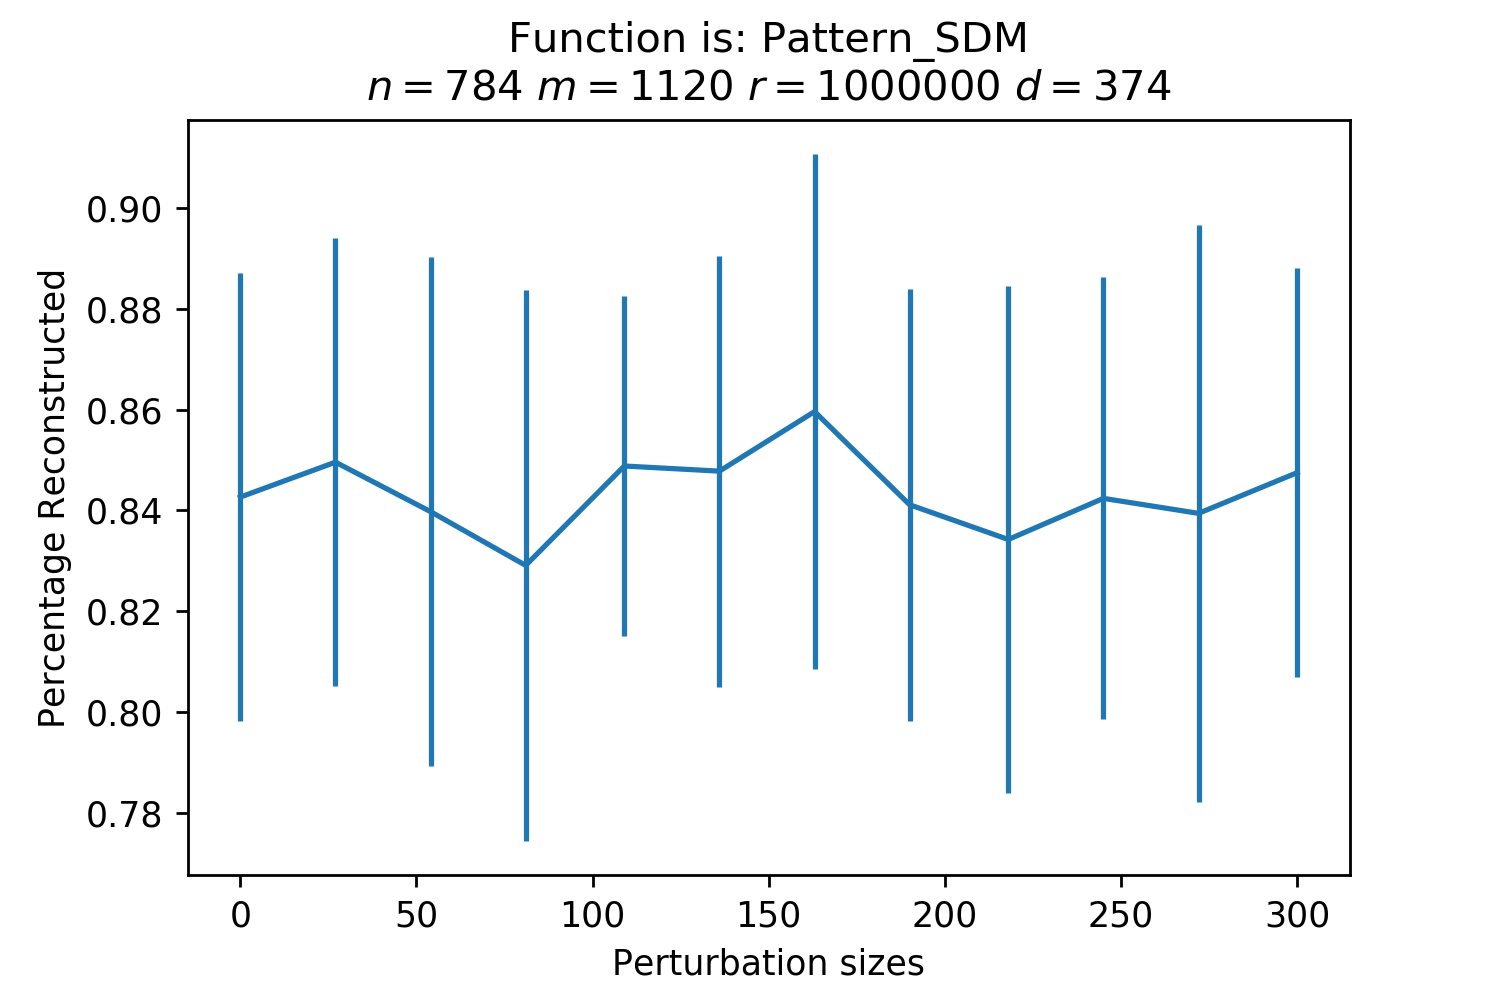 Function is: Pattern_SDM
n = 784 m = 1120 r = 1000000 d = 374
Percentage Reconstructed
0.90
0.88
0.86
0.84
0.82
0.80
0.78
0 50 100 150 200 250 300
Perturbation sizes